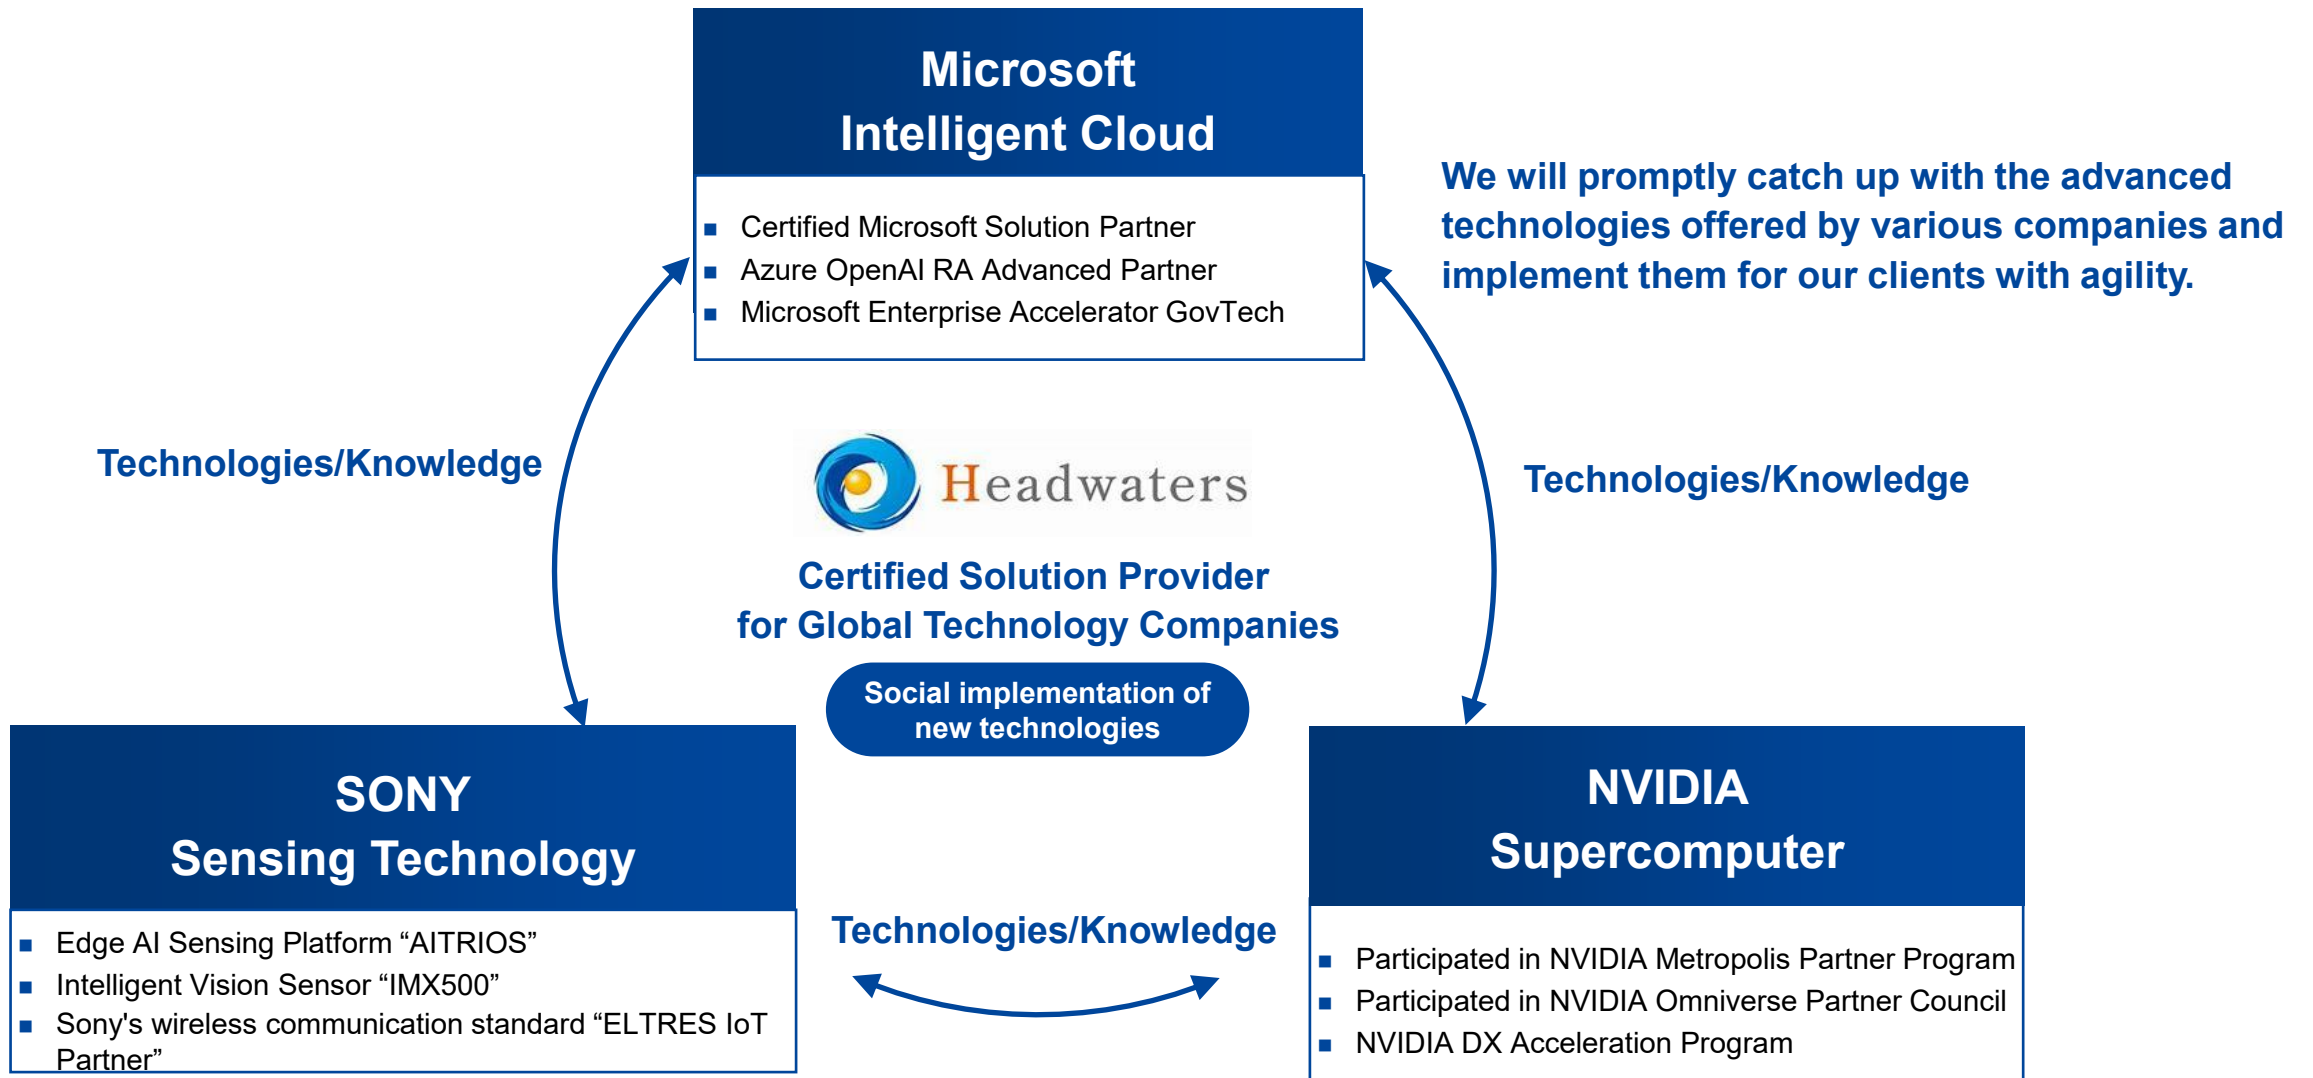 Microsoft
Intelligent Cloud
■ Certified Microsoft Solution Partner
■ Azure OpenAI RA Advanced Partner
■ Microsoft Enterprise Accelerator GovTech
We will promptly catch up with the advanced
technologies offered by various companies and
implement them for our clients with agility.
Technologies/Knowledge
Headwaters
Technologies/Knowledge
Certified Solution Provider
for Global Technology Companies
Social implementation of
new technologies
SONY
Sensing Technology
■ Edge AI Sensing Platform “AITRIOS”
■ Intelligent Vision Sensor “IMX500”
■ Sony's wireless communication standard “ELTRES IoT
Partner”
Technologies/Knowledge
NVIDIA
Supercomputer
■ Participated in NVIDIA Metropolis Partner Program
■ Participated in NVIDIA Omniverse Partner Council
■ NVIDIA DX Acceleration Program